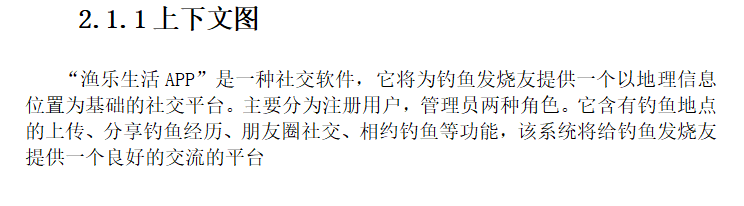 2.1.1 上下文图
“渔乐生活 APP”是一种社交软件，它将为钓鱼发烧友提供一个以地理信息
位置为基础的社交平台。主要分为注册用户，管理员两种角色。它含有钓鱼地点
的上传、分享钓鱼经历、朋友圈社交、相约钓鱼等功能，该系统将给钓鱼发烧友
提供一个良好的交流的平台